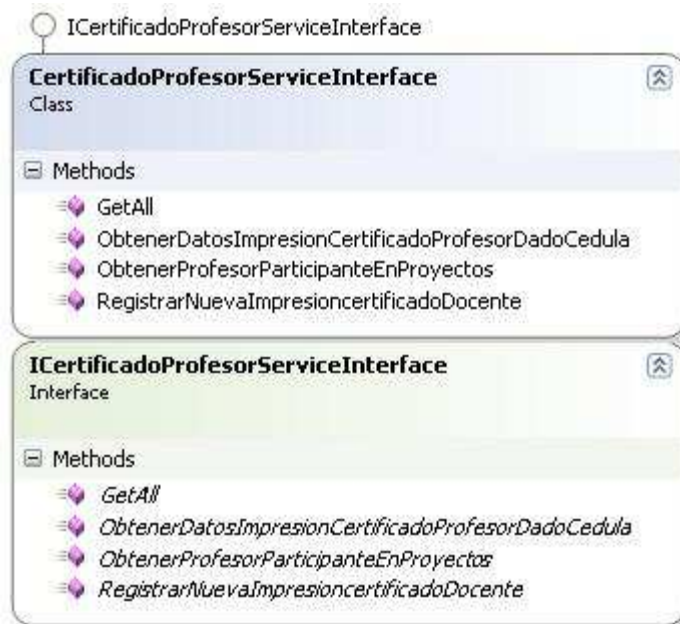 ICertificadoProfesorServiceInterface
CertificadoProfesorServiceInterface
Class
Methods
GetAll
ObtenerDatosImpresionCertificadoProfesorDadoCedula
ObtenerProfesorParticipanteEnProyectos
RegistrarNuevaImpresioncertificadoDocente
ICertificadoProfesorServiceInterface
Interface
Methods
GetAll
ObtenerDatosImpresionCertificadoProfesorDadoCedula
ObtenerProfesorParticipanteEnProyectos
RegistrarNuevaImpresioncertificadoDocente